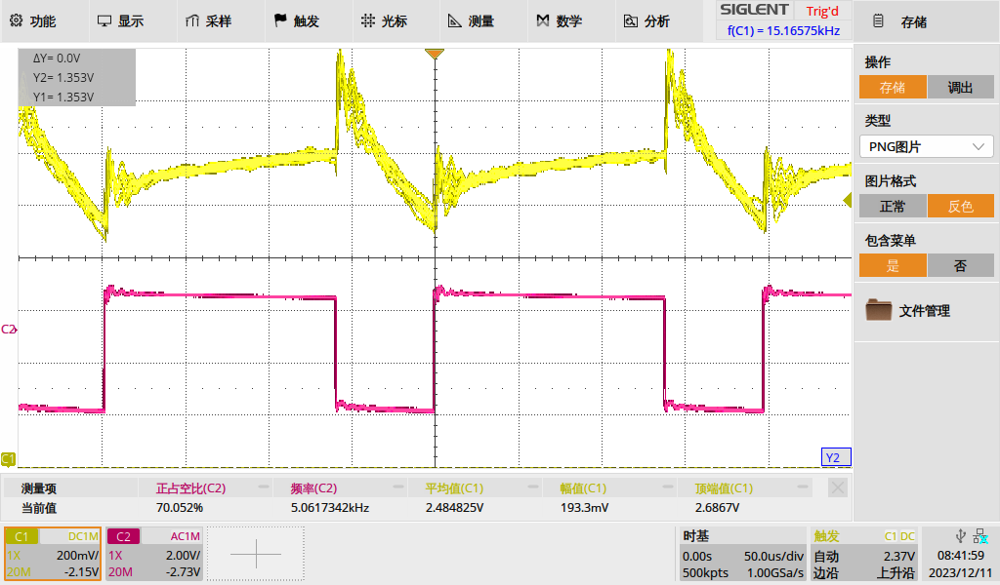 功能 显示 采样 触发 光标 测量 数学 分析
SIGLENT Trig'd
f(C1) = 15.16575kHz
存储
ΔY= 0.0V
Y2= 1.353V
Y1= 1.353V
操作
存储 调出
类型
PNG图片
图片格式
正常 反色
包含菜单
是 否
文件管理
C2
C1
Y2
测量项 正占空比(C2) 频率(C2) 平均值(C1) 幅值(C1) 顶端值(C1)
当前值 70.052% 5.0617342kHz 2.484825V 193.3mV 2.6867V
C1 DC1M
1X 200mV/
20M -2.15V
C2 AC1M
1X 2.00V/
20M -2.73V
时基
0.00s 50.0us/div
500kpts 1.00GSa/s
触发 C1 DC
自动 2.37V
边沿 上升沿
08:41:59
2023/12/11